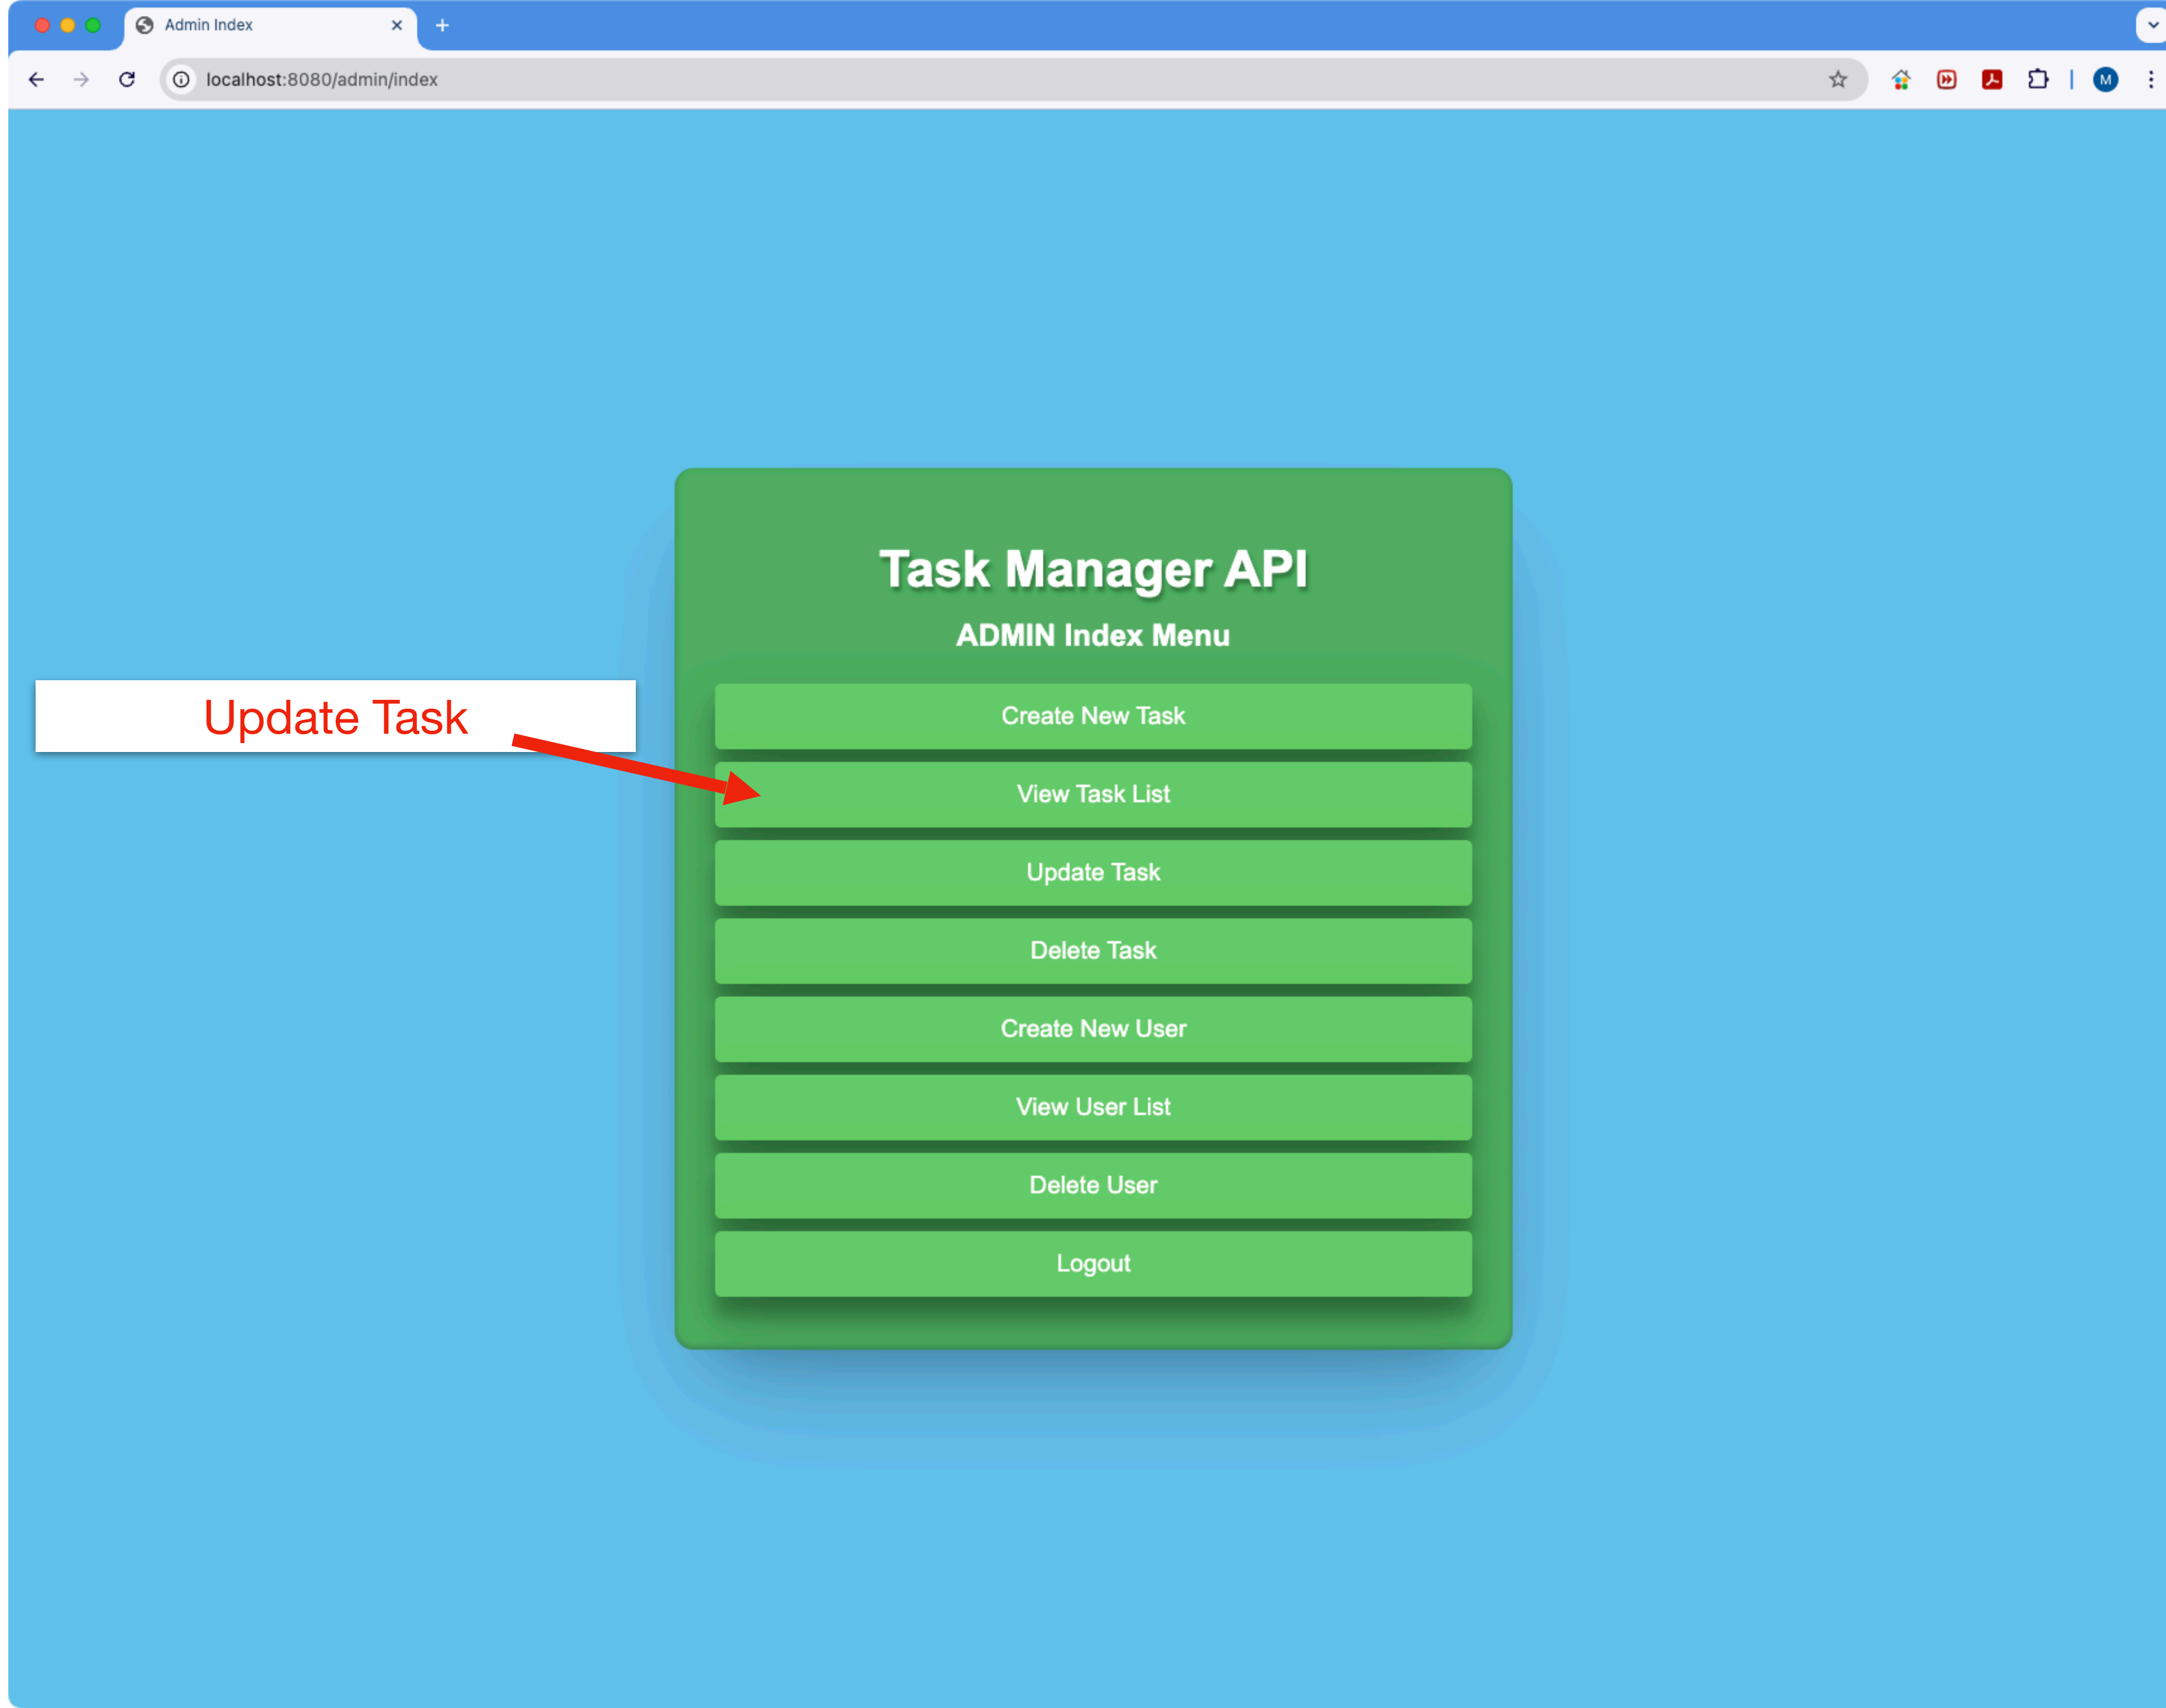 Admin Index
localhost:8080/admin/index
M
Task Manager API
ADMIN Index Menu
Update Task
Create New Task
View Task List
Update Task
Delete Task
Create New User
View User List
Delete User
Logout